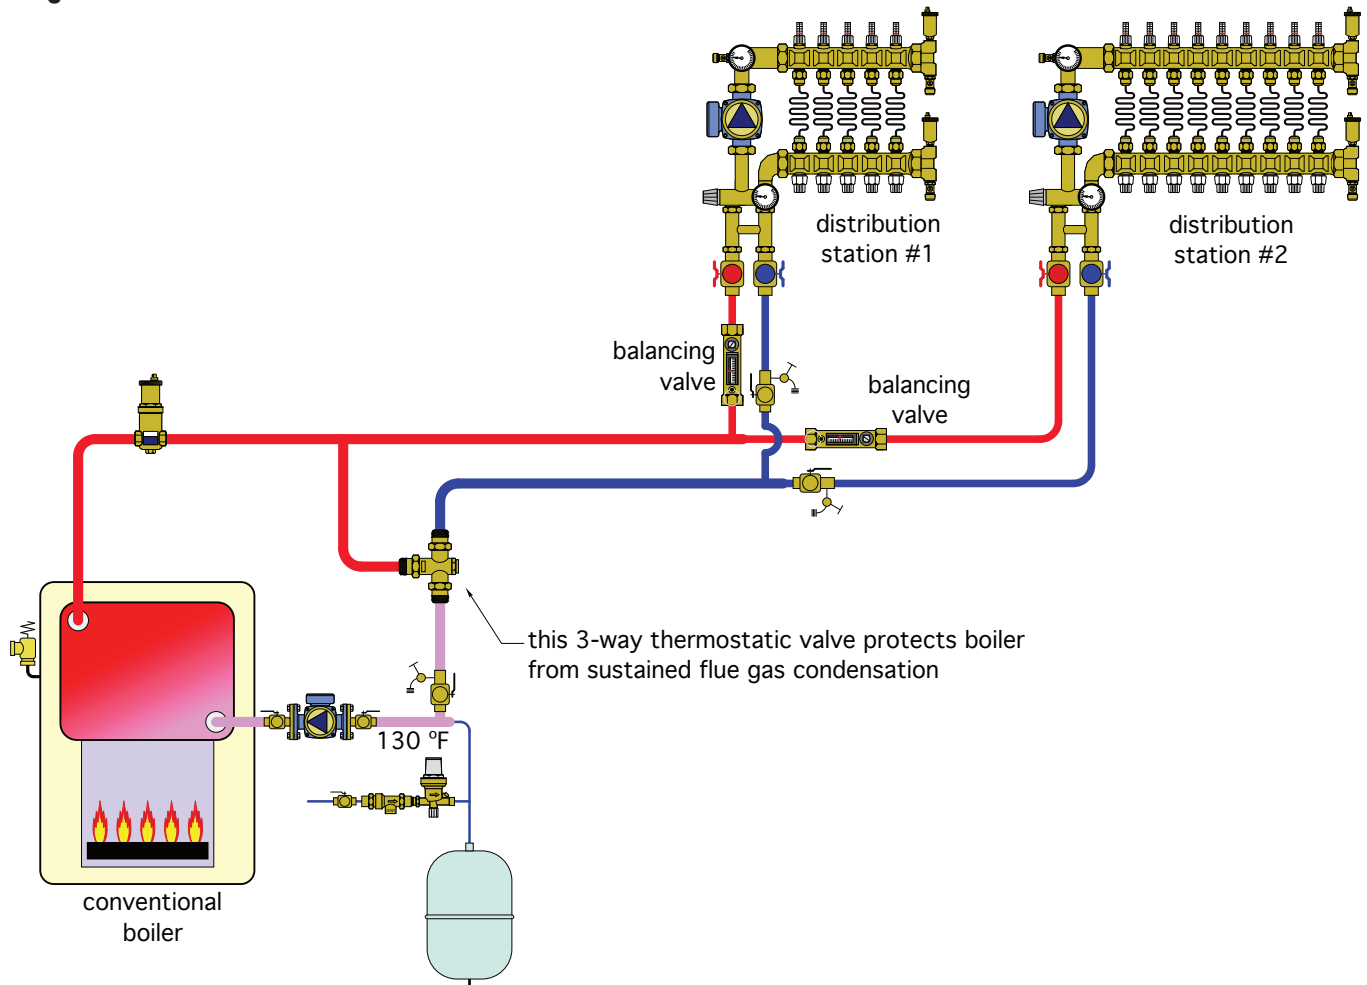 distribution
station #1
distribution
station #2
balancing
valve
balancing
valve
this 3-way thermostatic valve protects boiler
from sustained flue gas condensation
130 ºF
conventional
boiler